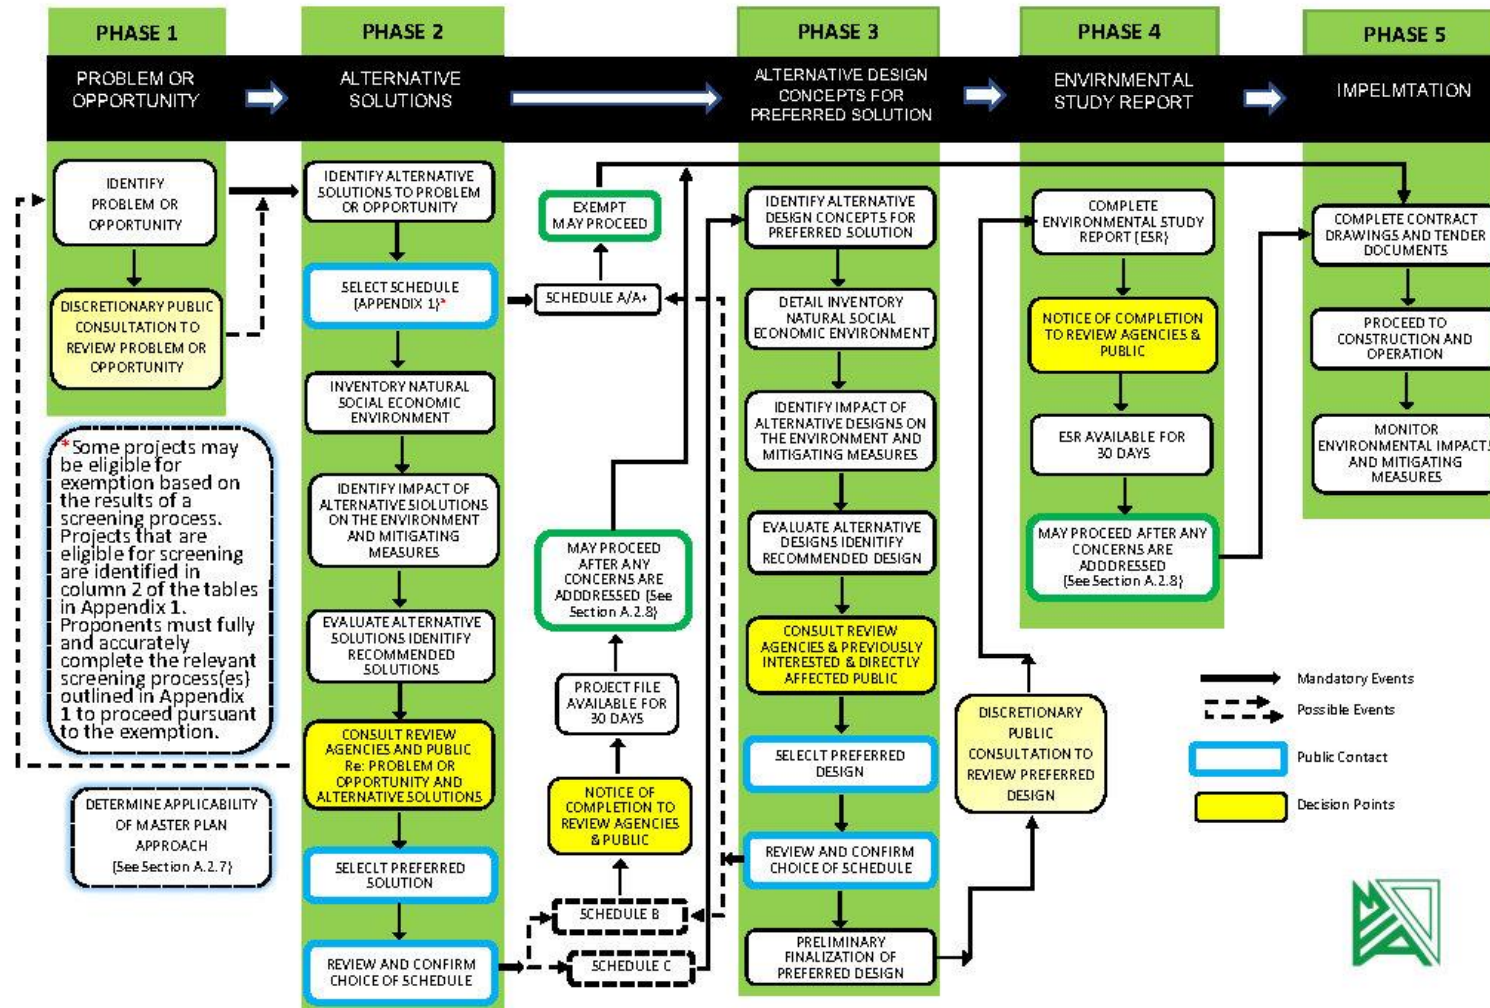 PHASE 1
PHASE 2
PHASE 3
PHASE 4
PHASE 5
PROBLEM OR
OPPORTUNITY
ALTERNATIVE
SOLUTIONS
ALTERNATIVE DESIGN
CONCEPTS FOR
PREFERRED SOLUTION
ENVIRNMENTAL
STUDY REPORT
IMPELMTATION
IDENTIFY
PROBLEM OR
OPPORTUNITY
DISCRETIONARY PUBLIC
CONSULTATION TO
REVIEW PROBLEM OR
OPPORTUNITY
*Some projects may
be eligible for
exemption based on
the results of a
screening process.
Projects that are
eligible for screening
are identified in
column 2 of the tables
in Appendix 1.
Proponents must fully
and accurately
complete the relevant
screening process(es)
outlined in Appendix
1 to proceed pursuant
to the exemption.
DETERMINE APPLICABILITY
OF MASTER PLAN
APPROACH
(See Section A.2.7)
IDENTIFY ALTERNATIVE
SOLUTIONS TO PROBLEM
OR OPPORTUNITY
SELECT SCHEDULE
(APPENDIX 1)*
INVENTORY NATURAL
SOCIAL ECONOMIC
ENVIRONMENT
IDENTIFY IMPACT OF
ALTERNATIVE SIOLUTIONS
ON THE ENVIRONMENT
AND MITIGATING
MEASURES
EVALUATE ALTERNATIVE
SOLUTIONS IDENITIFY
RECOMMENDED
SOLUTIONS
CONSULT REVIEW
AGENCIES AND PUBLIC
Re: PROBLEM OR
OPPORTUNITY AND
ALTERNATIVE SOLUTIONS
SELECLT PREFERRED
SOLUTION
REVIEW AND CONFIRM
CHOICE OF SCHEDULE
EXEMPT
MAY PROCEED
SCHEDULE A/A+
MAY PROCEED
AFTER ANY
CONCERNS ARE
ADDDRESSED (See
Section A.2.8)
PROJECT FILE
AVAILABLE FOR
30 DAYS
NOTICE OF
COMPLETION TO
REVIEW AGENCIES
& PUBLIC
SCHEDULE B
SCHEDULE C
IDENTIFY ALTERNATIVE
DESIGN CONCEPTS FOR
PREFERRED SOLUTION
DETAIL INVENTORY
NATURAL SOCIAL
ECONOMIC ENVIRONMENT
IDENTIFY IMPACT OF
ALTERNATIVE DESIGNS ON
THE ENVIRONMENT AND
MITIGATING MEASURES
EVALUATE ALTERNATIVE
DESIGNS IDENTIFY
RECOMMENDED DESIGN
CONSULT REVIEW
AGENCIES & PREVIOUSLY
INTERESTED & DIRECTLY
AFFECTED PUBLIC
SELECLT PREFERRED
DESIGN
REVIEW AND CONFIRM
CHOICE OF SCHEDULE
PRELIMINARY
FINALIZATION OF
PREFERRED DESIGN
COMPLETE
ENVIRONMENTAL STUDY
REPORT (ESR)
NOTICE OF COMPLETION
TO REVIEW AGENCIES &
PUBLIC
ESR AVAILABLE FOR
30 DAYS
MAY PROCEED AFTER ANY
CONCERNS ARE
ADDDRESSED
(See Section A.2.8)
DISCRETIONARY
PUBLIC
CONSULTATION TO
REVIEW PREFERRED
DESIGN
COMPLETE CONTRACT
DRAWINGS AND TENDER
DOCUMENTS
PROCEED TO
CONSTRUCTION AND
OPERATION
MONITOR
ENVIRONMENTAL IMPACTS
AND MITIGATING
MEASURES
Mandatory Events
Possible Events
Public Contact
Decision Points
MEA